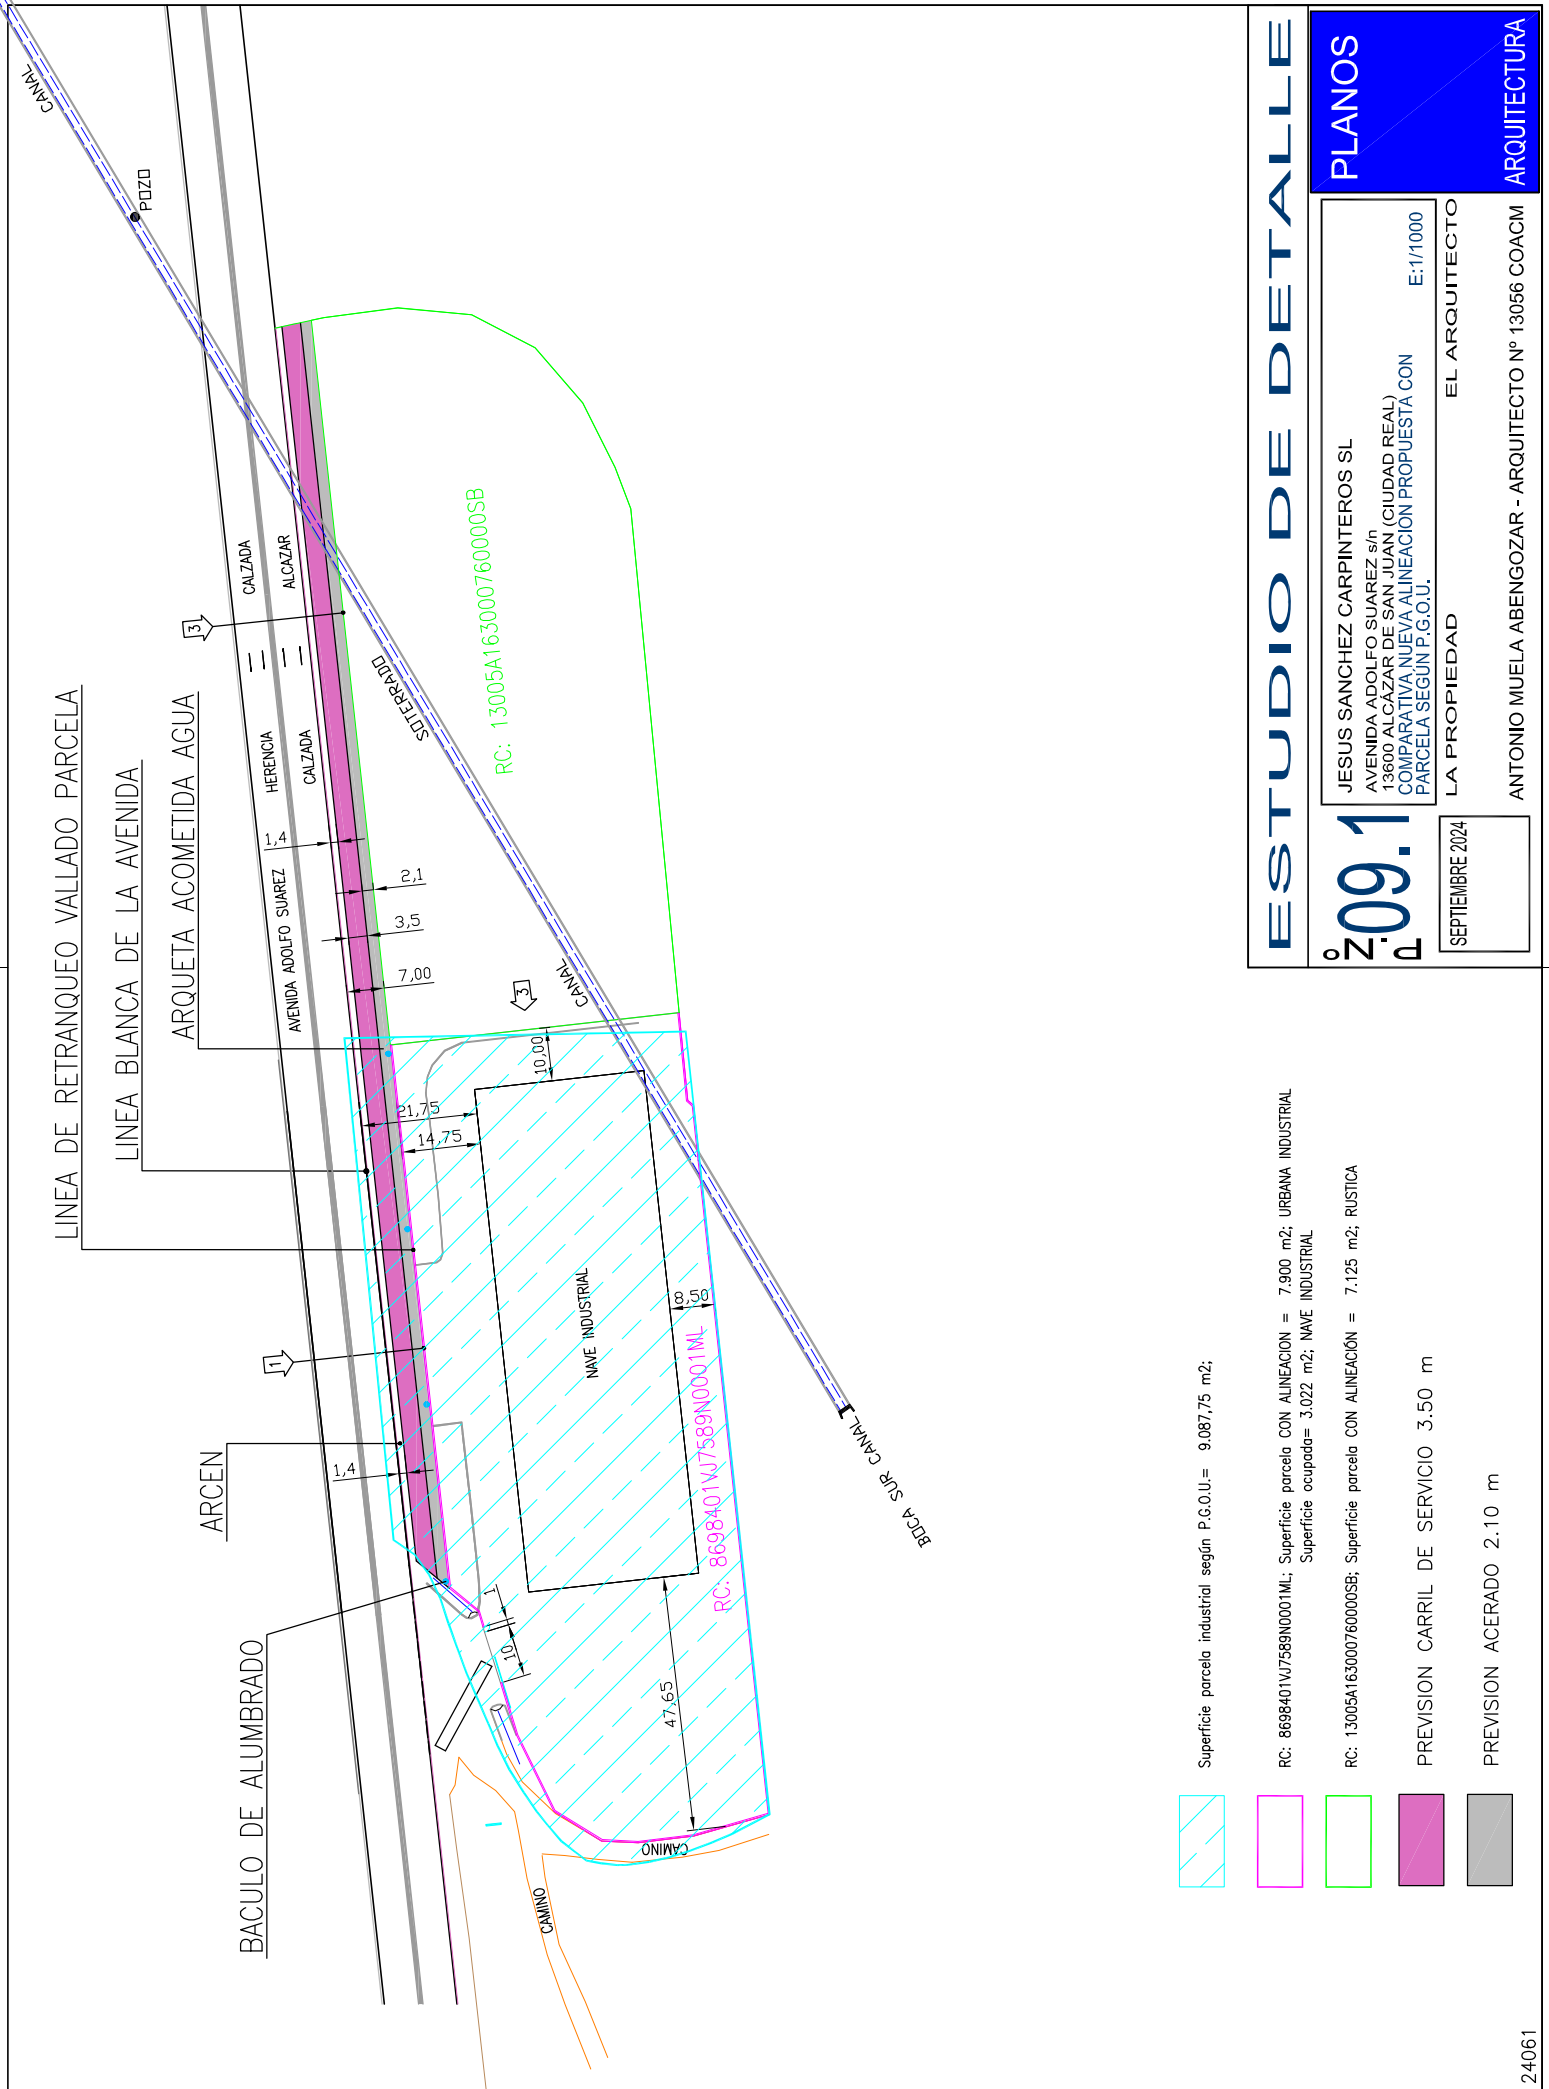 LINEA DE RETRANQUEO VALLADO PARCELA
LINEA BLANCA DE LA AVENIDA
ARQUETA ACOMETIDA AGUA
ARCEN
BACULO DE ALUMBRADO
CANAL
POZO
CALZADA
ALCAZAR
HERENCIA
CALZADA
AVENIDA ADOLFO SUAREZ
3
1
3
SOTERRADO
CANAL
BOCA SUR CANAL
RC: 13005A163000760000SB
1,4
2,1
3,5
7,00
10,00
21,75
14,75
8,50
1,4
1
10
47,65
NAVE INDUSTRIAL
RC: 8698401VJ7589N0001ML
CAMINO
CAMINO
Superficie parcela industrial según P.G.O.U.= 9.087,75 m2;
RC: 8698401VJ7589N0001ML; Superficie parcela CON ALINEACION = 7.900 m2; URBANA INDUSTRIAL
Superficie ocupada= 3.022 m2; NAVE INDUSTRIAL
RC: 13005A163000760000SB; Superficie parcela CON ALINEACIÓN = 7.125 m2; RUSTICA
PREVISION CARRIL DE SERVICIO 3.50 m
PREVISION ACERADO 2.10 m
ESTUDIO DE DETALLE
PLANOS
ARQUITECTURA
p.Nº
09.1
JESUS SANCHEZ CARPINTEROS SL
AVENIDA ADOLFO SUAREZ s/n
13600 ALCÁZAR DE SAN JUAN (CIUDAD REAL)
COMPARATIVA NUEVA ALINEACION PROPUESTA CON
PARCELA SEGÚN P.G.O.U.
E:1/1000
SEPTIEMBRE 2024
LA PROPIEDAD
EL ARQUITECTO
ANTONIO MUELA ABENGOZAR - ARQUITECTO Nº 13056 COACM
24061